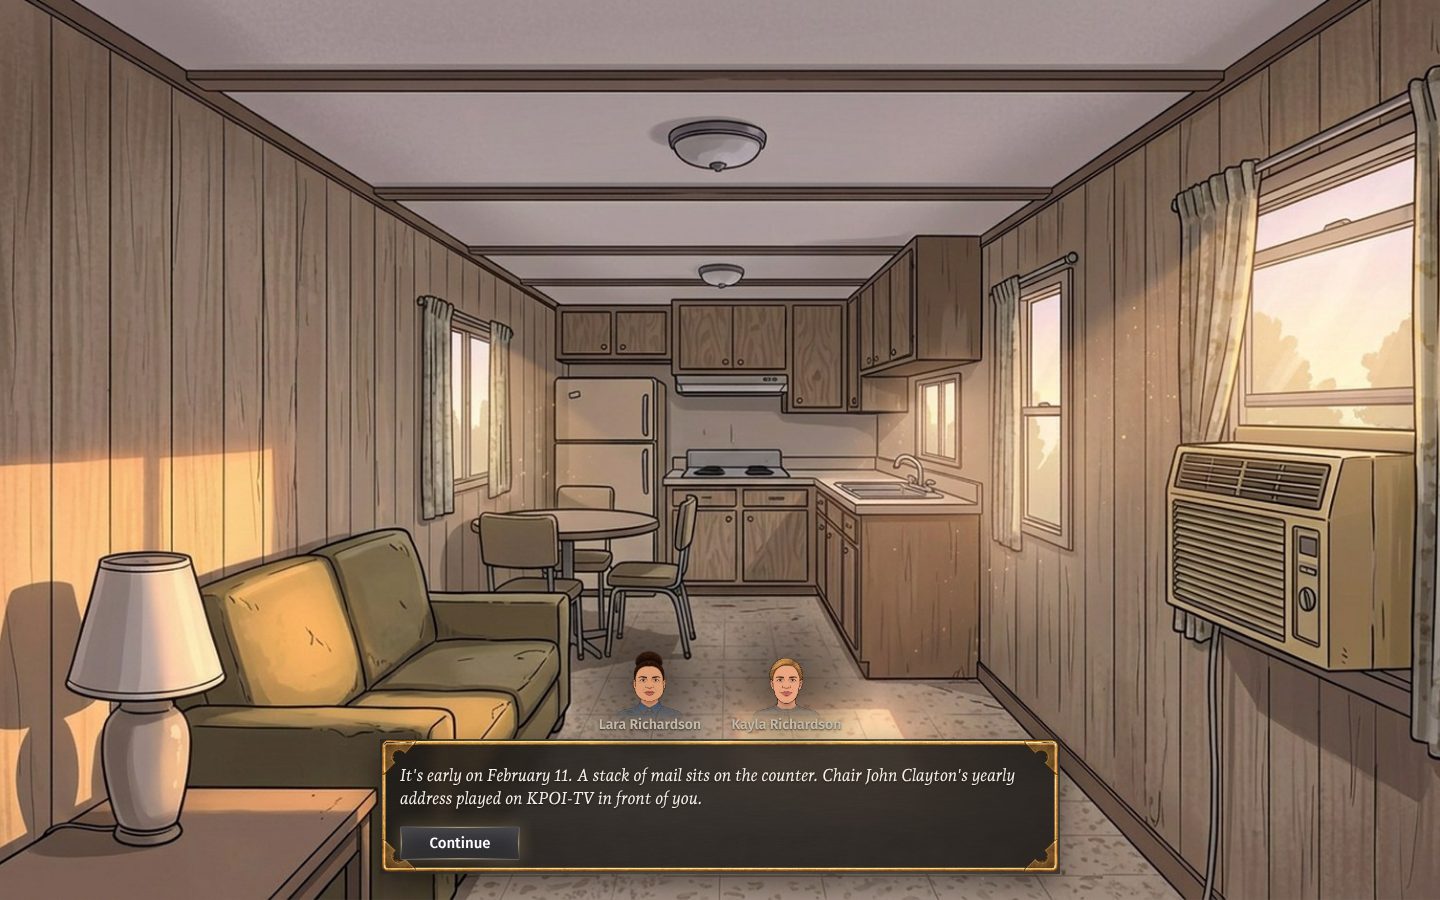 Lara Richardson
Kayla Richardson
It's early on February 11. A stack of mail sits on the counter. Chair John Clayton's yearly
address played on KPOI-TV in front of you.
Continue